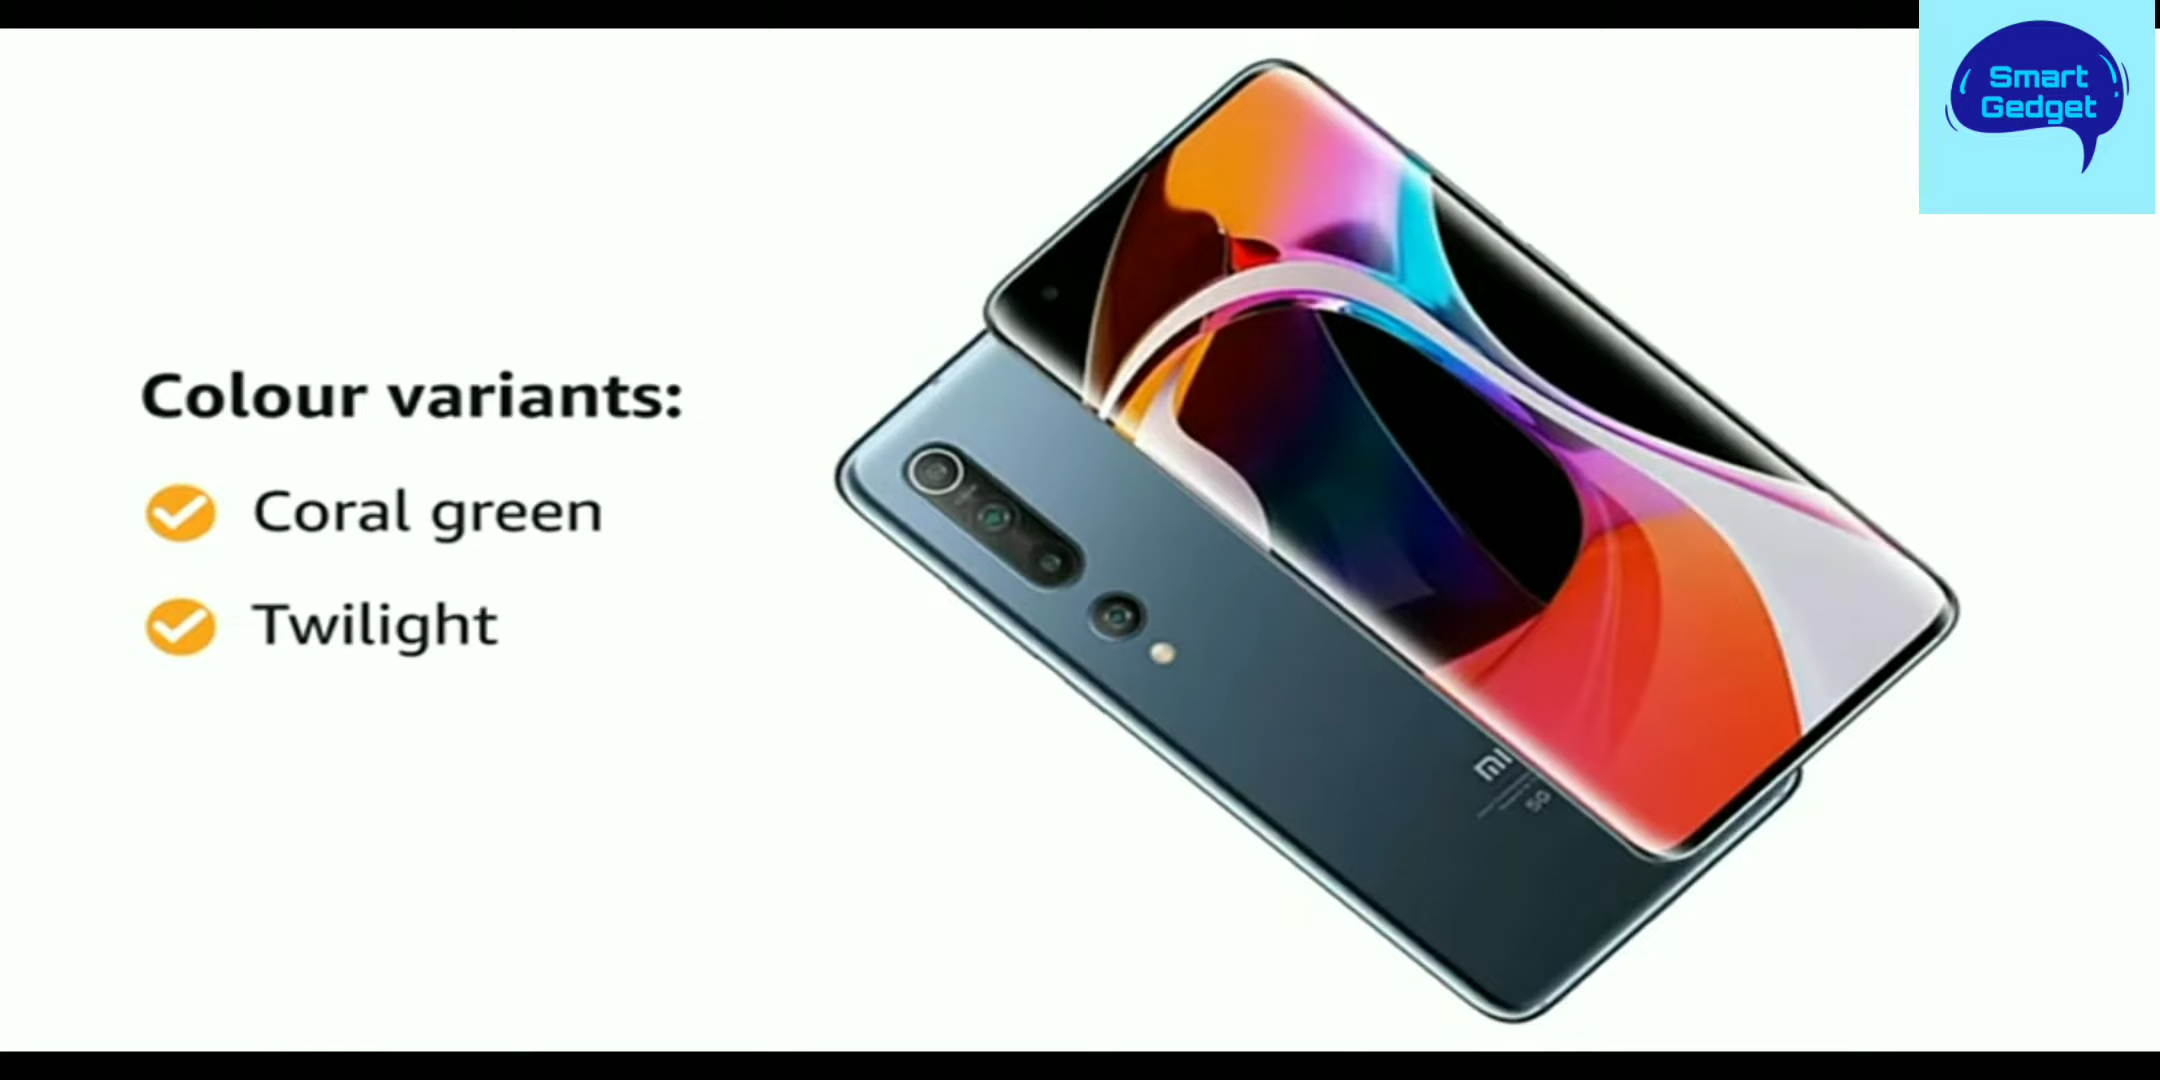 Smart
Gedget
Colour variants:
Coral green
Twilight
mi
5G